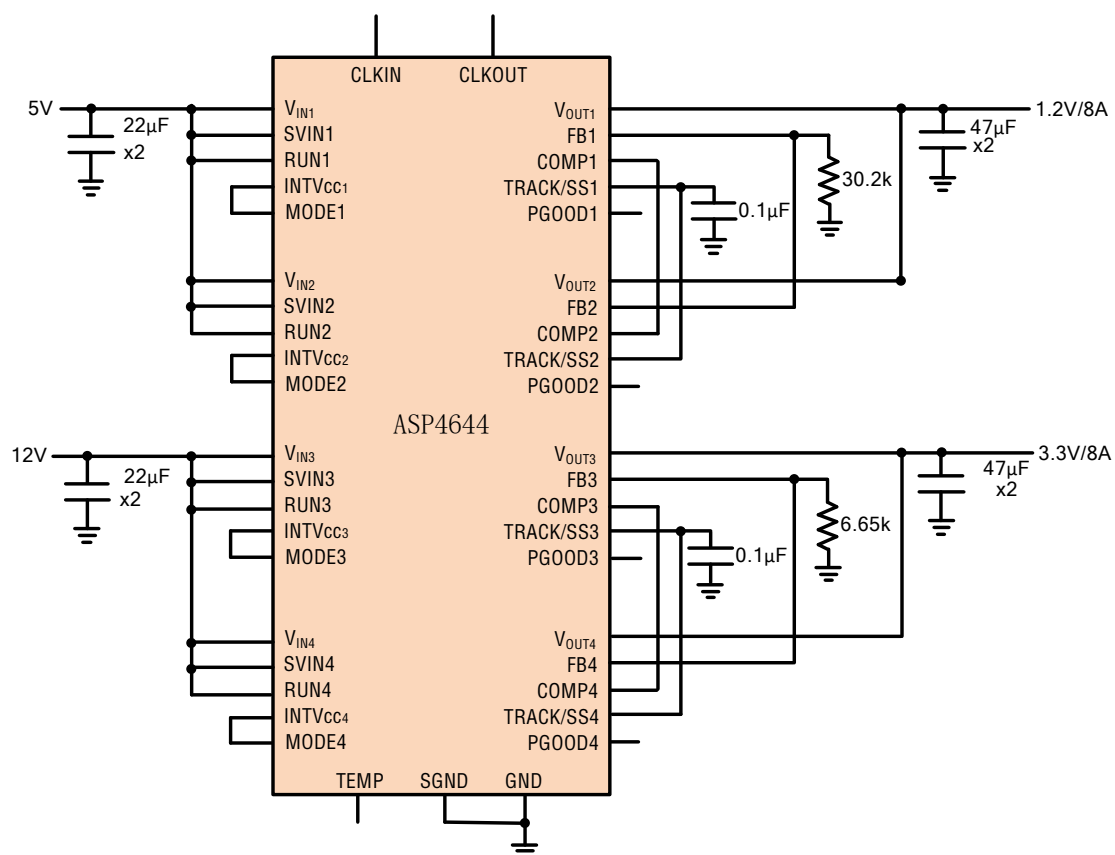 CLKIN CLKOUT
5V
22μF
x2
VIN1
SVIN1
RUN1
INTVCC1
MODE1
VIN2
SVIN2
RUN2
INTVCC2
MODE2
VOUT1
FB1
COMP1
TRACK/SS1
PGOOD1
VOUT2
FB2
COMP2
TRACK/SS2
PGOOD2
1.2V/8A
47μF
x2
30.2k
0.1μF
ASP4644
12V
22μF
x2
VIN3
SVIN3
RUN3
INTVCC3
MODE3
VIN4
SVIN4
RUN4
INTVCC4
MODE4
VOUT3
FB3
COMP3
TRACK/SS3
PGOOD3
VOUT4
FB4
COMP4
TRACK/SS4
PGOOD4
3.3V/8A
47μF
x2
6.65k
0.1μF
TEMP SGND GND